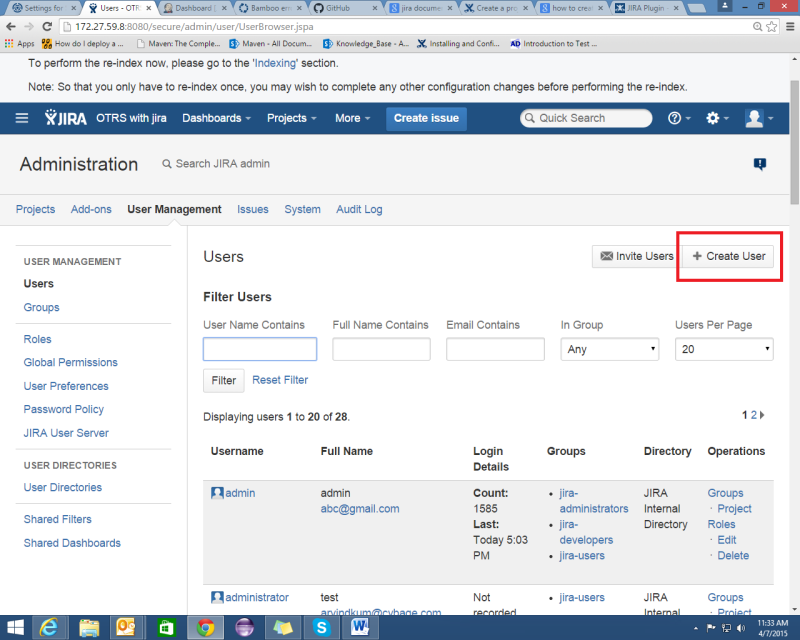 Settings for
Users - OTR
Dashboard
Bamboo er
GitHub
jira docume
Create a pro
how to crea
JIRA Plugin -
172.27.59.8:8080/secure/admin/user/UserBrowser.jspa
Apps
How do I deploy a ...
Maven: The Comple...
Maven - All Docum...
Knowledge_Base - A...
Installing and Confi...
AD Introduction to Test ...
To perform the re-index now, please go to the 'Indexing' section.
Note: So that you only have to re-index once, you may wish to complete any other configuration changes before performing the re-index.
JIRA OTRS with jira Dashboards Projects More Create issue Quick Search
Administration Search JIRA admin
Projects Add-ons User Management Issues System Audit Log
USER MANAGEMENT
Users
Groups
Roles
Global Permissions
User Preferences
Password Policy
JIRA User Server
USER DIRECTORIES
User Directories
Shared Filters
Shared Dashboards
Users Invite Users + Create User
Filter Users
User Name Contains Full Name Contains Email Contains In Group Users Per Page
Any 20
Filter Reset Filter
Displaying users 1 to 20 of 28. 1 2
Username Full Name Login Details Groups Directory Operations
admin
admin
abc@gmail.com
Count:
1585
Last:
Today 5:03
PM
• jira-
administrators
• jira-
developers
• jira-users
JIRA
Internal
Directory
Groups
· Project
Roles
· Edit
· Delete
administrator
test
arvindkum@cybage.com
Not
recorded
• jira-users
JIRA
Internal
Groups
· Project
11:33 AM
4/7/2015